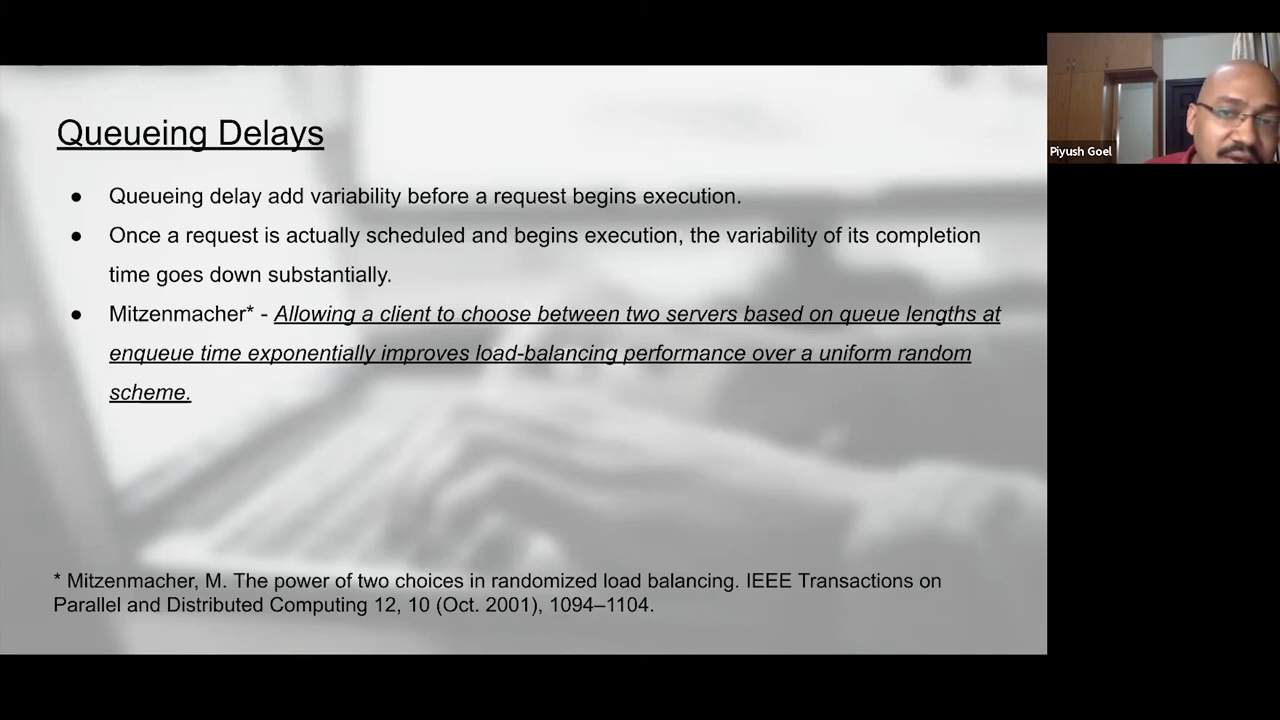 Queueing Delays
● Queueing delay add variability before a request begins execution.
● Once a request is actually scheduled and begins execution, the variability of its completion
time goes down substantially.
● Mitzenmacher* - Allowing a client to choose between two servers based on queue lengths at
enqueue time exponentially improves load-balancing performance over a uniform random
scheme.
* Mitzenmacher, M. The power of two choices in randomized load balancing. IEEE Transactions on
Parallel and Distributed Computing 12, 10 (Oct. 2001), 1094–1104.
Piyush Goel